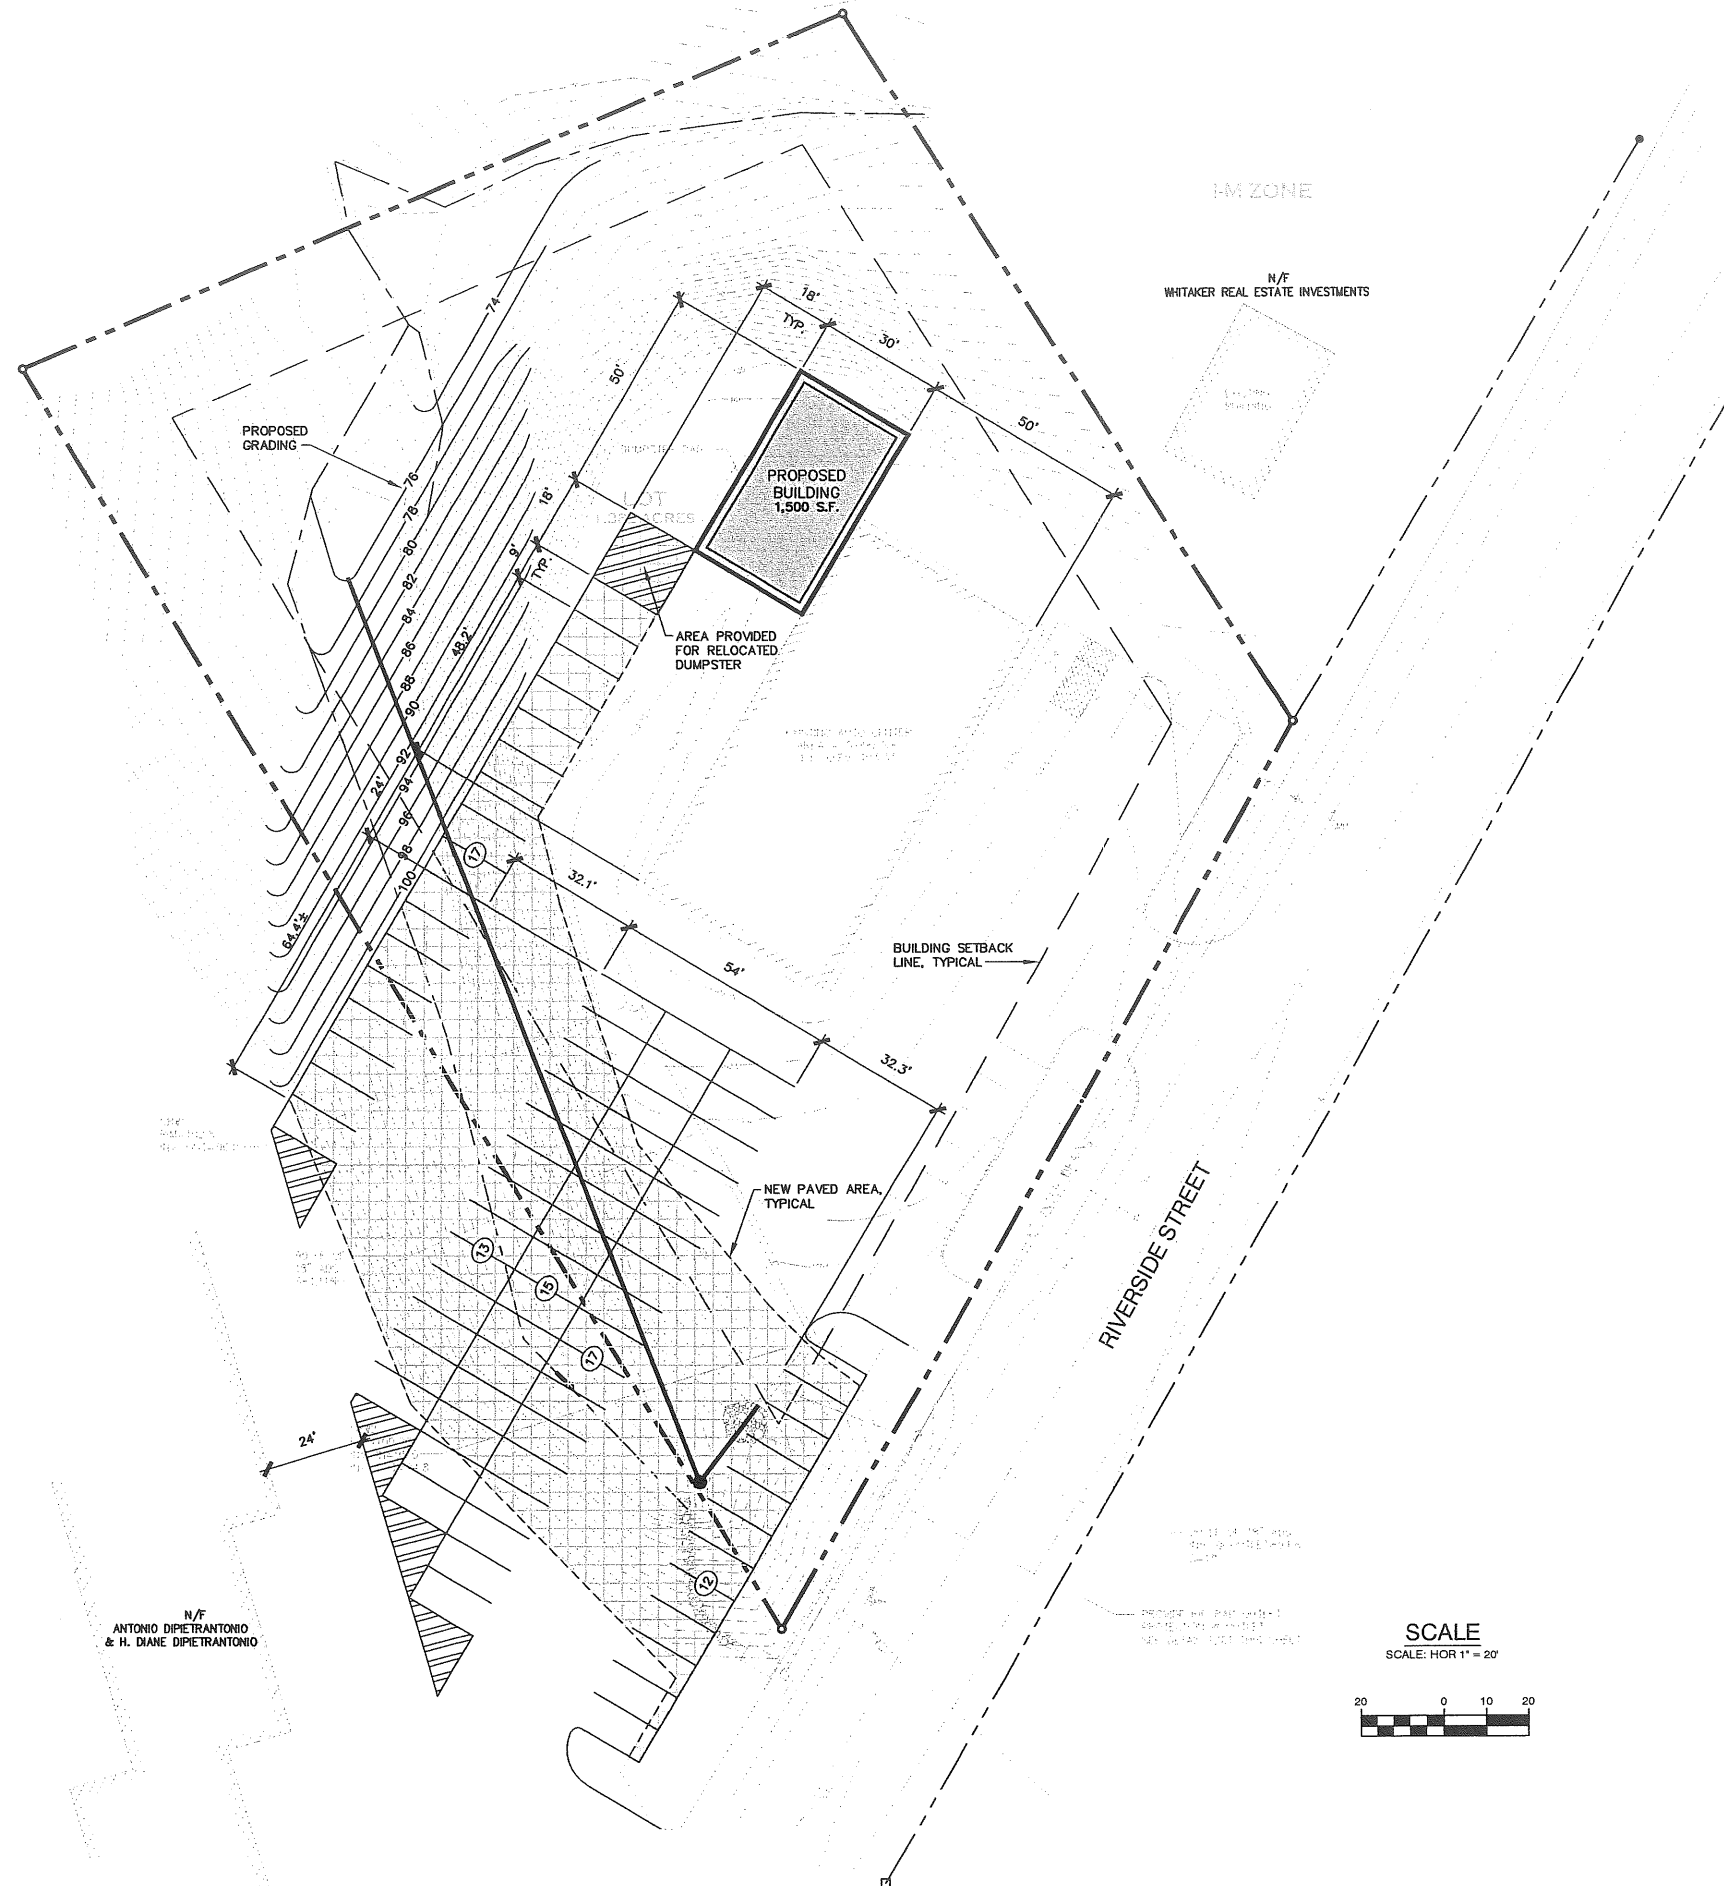 I-M ZONE
N/F
WHITAKER REAL ESTATE INVESTMENTS
18'
TYP.
30'
50'
50'
74
PROPOSED
GRADING
76
78
80
82
84
86
88
90
92
94
96
98
100
18'
9'
TYP.
48.2'
24'
64.4'±
LOT
ACRES
PROPOSED
BUILDING
1,500 S.F.
AREA PROVIDED
FOR RELOCATED
DUMPSTER
17
32.1'
54'
32.3'
BUILDING SETBACK
LINE, TYPICAL
NEW PAVED AREA,
TYPICAL
13
15
17
12
24'
RIVERSIDE STREET
N/F
ANTONIO DIPIETRANTONIO
& H. DIANE DIPIETRANTONIO
SCALE
SCALE: HOR 1" = 20'
20 0 10 20